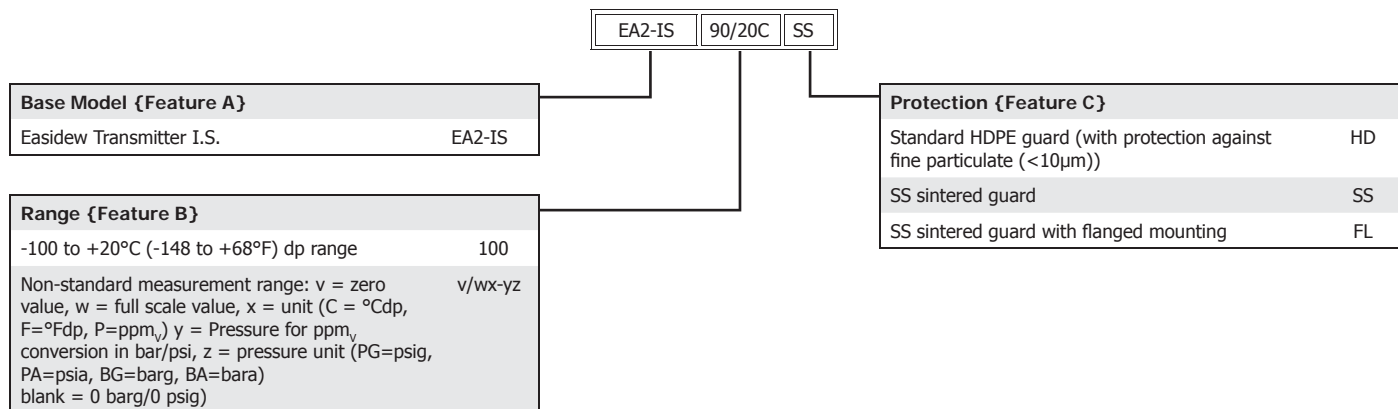 EA2-IS 90/20C SS
Base Model {Feature A}
Easidew Transmitter I.S. EA2-IS
Range {Feature B}
-100 to +20°C (-148 to +68°F) dp range 100
Non-standard measurement range: v = zero v/wx-yz
value, w = full scale value, x = unit (C = °Cdp,
F=°Fdp, P=ppmv) y = Pressure for ppmv
conversion in bar/psi, z = pressure unit (PG=psig,
PA=psia, BG=barg, BA=bara)
blank = 0 barg/0 psig)
Protection {Feature C}
Standard HDPE guard (with protection against HD
fine particulate (<10µm))
SS sintered guard SS
SS sintered guard with flanged mounting FL